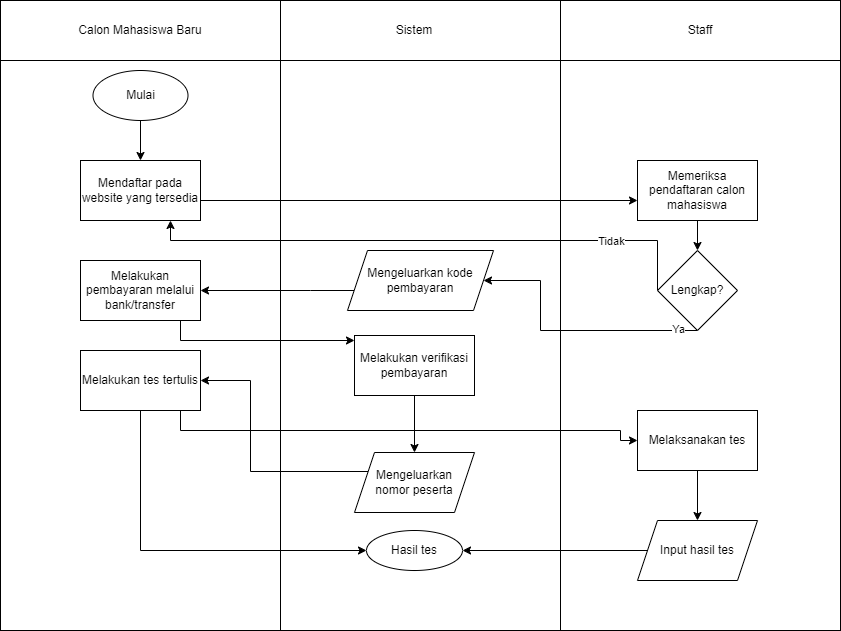 Calon Mahasiswa Baru
Sistem
Staff
Mulai
Mendaftar pada
website yang tersedia
Memeriksa
pendaftaran calon
mahasiswa
Tidak
Lengkap?
Ya
Mengeluarkan kode
pembayaran
Melakukan
pembayaran melalui
bank/transfer
Melakukan verifikasi
pembayaran
Melakukan tes tertulis
Melaksanakan tes
Mengeluarkan
nomor peserta
Hasil tes
Input hasil tes